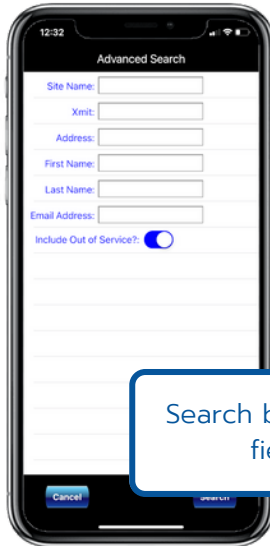 12:32
Advanced Search
Site Name:
Xmit:
Address:
First Name:
Last Name:
Email Address:
Include Out of Service?:
Search
Cancel Search